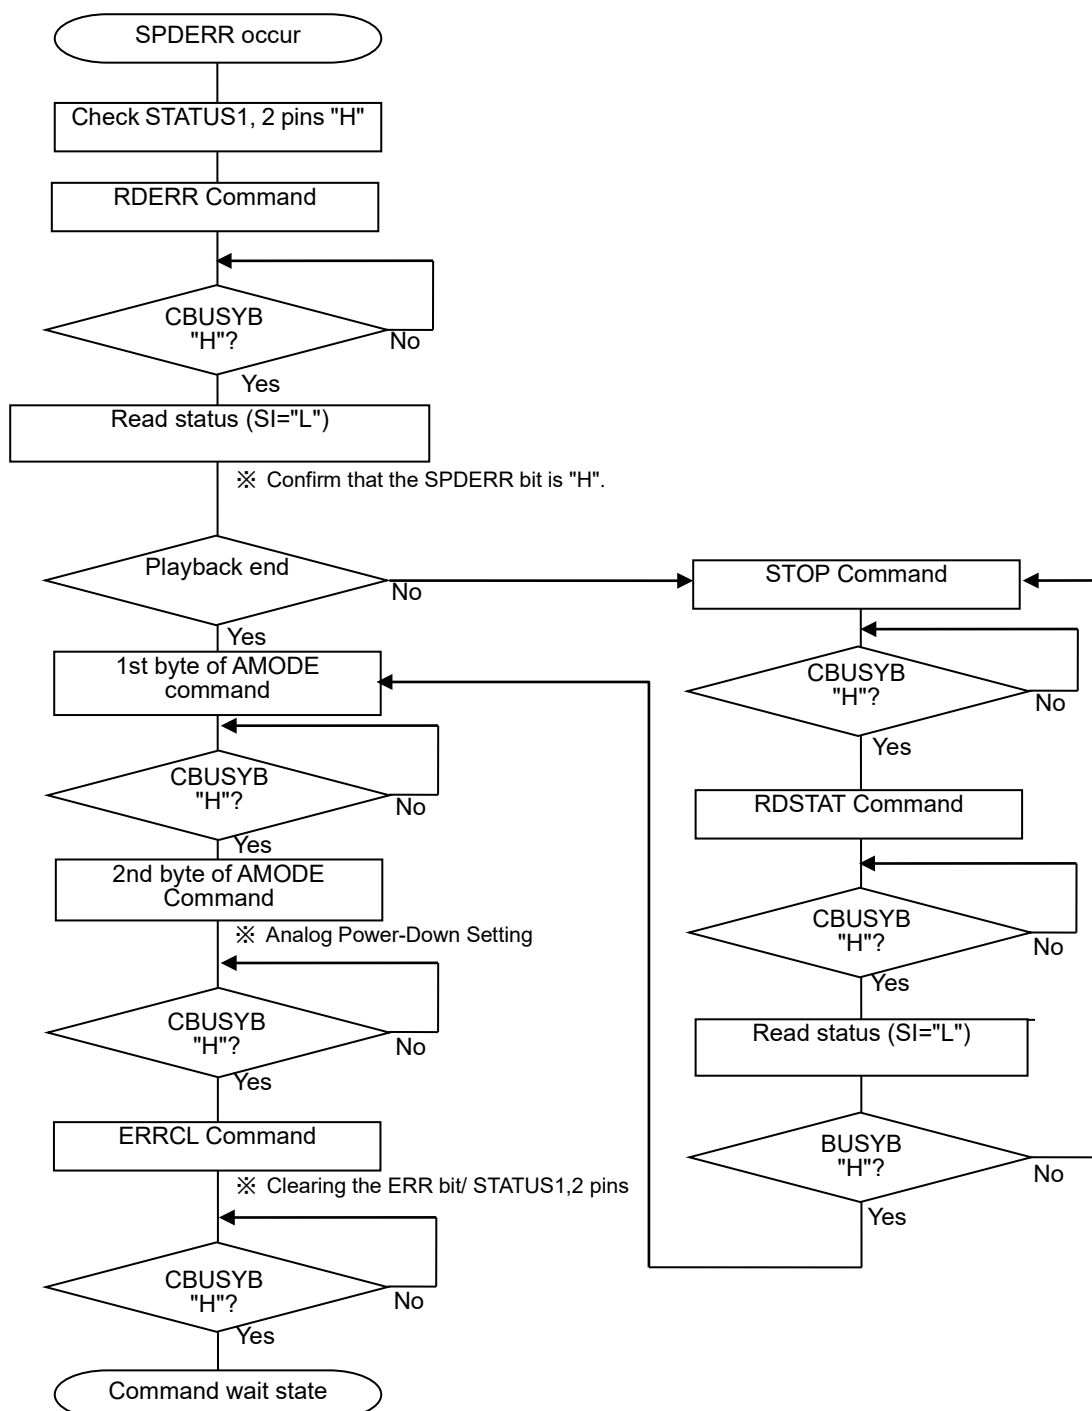 SPDERR occur
Check STATUS1, 2 pins "H"
RDERR Command
CBUSYB
"H"?
No
Yes
Read status (SI="L")
※ Confirm that the SPDERR bit is "H".
Playback end
No
Yes
1st byte of AMODE
command
CBUSYB
"H"?
No
Yes
2nd byte of AMODE
Command
※ Analog Power-Down Setting
CBUSYB
"H"?
No
Yes
ERRCL Command
※ Clearing the ERR bit/ STATUS1,2 pins
CBUSYB
"H"?
No
Yes
Command wait state
STOP Command
CBUSYB
"H"?
No
Yes
RDSTAT Command
CBUSYB
"H"?
No
Yes
Read status (SI="L")
BUSYB
"H"?
No
Yes